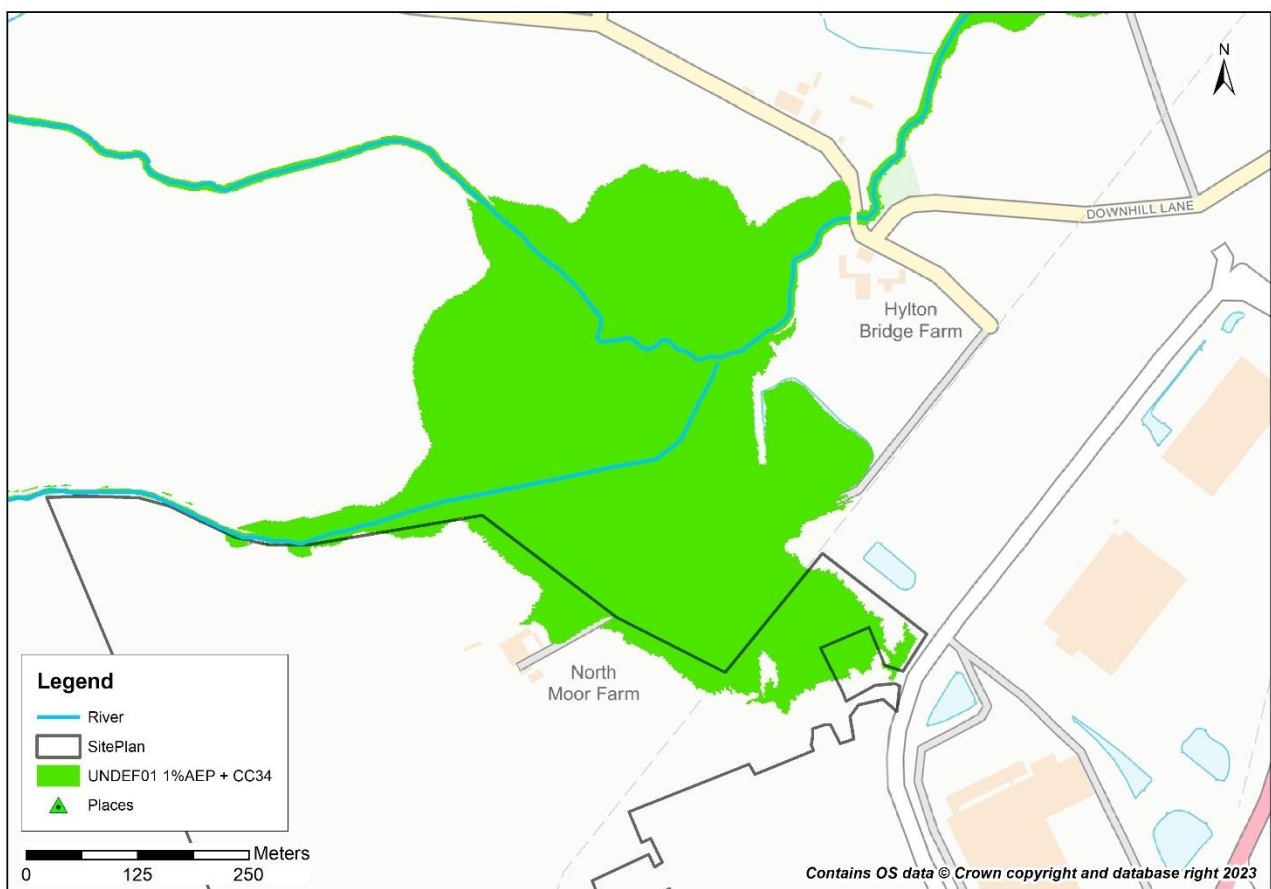 N
DOWNHILL LANE
Hylton
Bridge Farm
North
Moor Farm
Legend
River
SitePlan
UNDEF01 1%AEP + CC34
Places
Meters
0 125 250
Contains OS data © Crown copyright and database right 2023